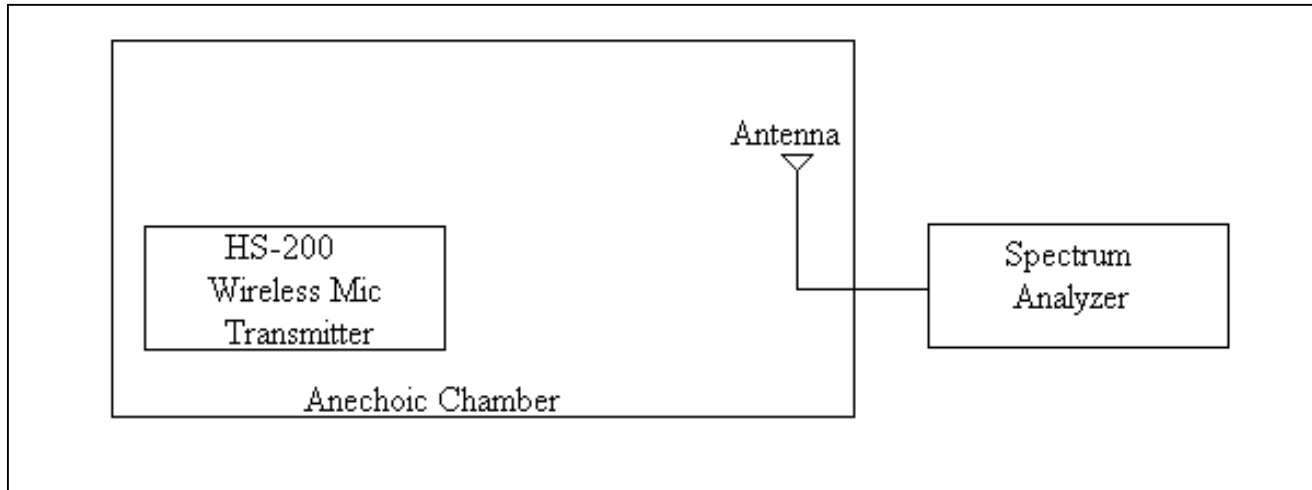 Antenna
HS-200
Wireless Mic
Transmitter
Spectrum
Analyzer
Anechoic Chamber